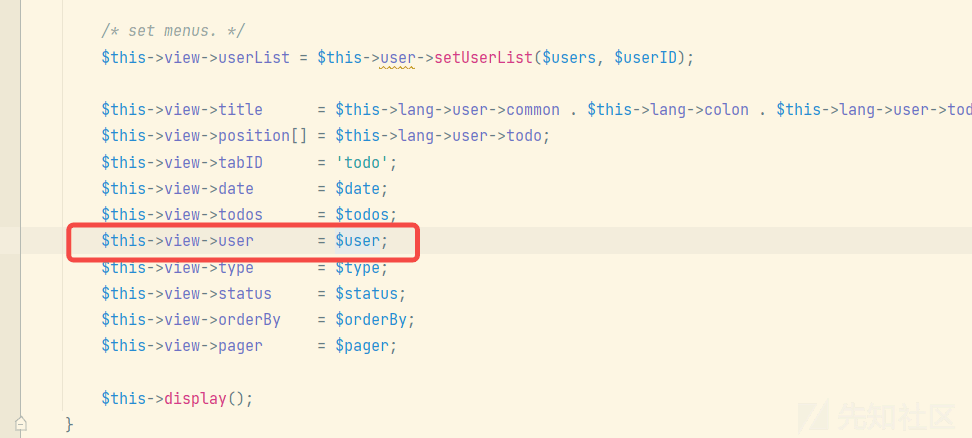 /* set menus. */
$this->view->userList = $this->user->setUserList($users, $userID);
$this->view->title      = $this->lang->user->common . $this->lang->colon . $this->lang->user->tod
$this->view->position[] = $this->lang->user->todo;
$this->view->tabID      = 'todo';
$this->view->date       = $date;
$this->view->todos      = $todos;
$this->view->user       = $user;
$this->view->type       = $type;
$this->view->status     = $status;
$this->view->orderBy    = $orderBy;
$this->view->pager      = $pager;
$this->display();
}
先知社区